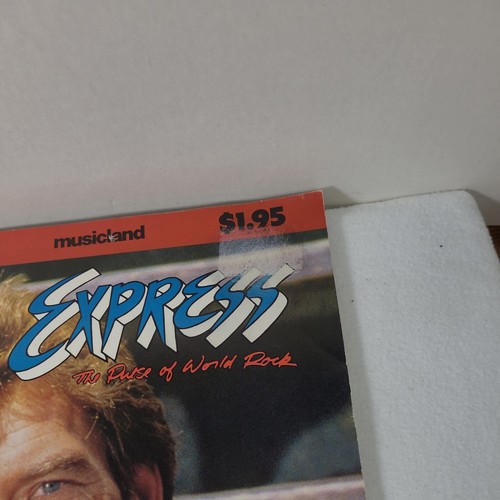 musicland
$1.95
EXPRESS
The Pulse of World Rock